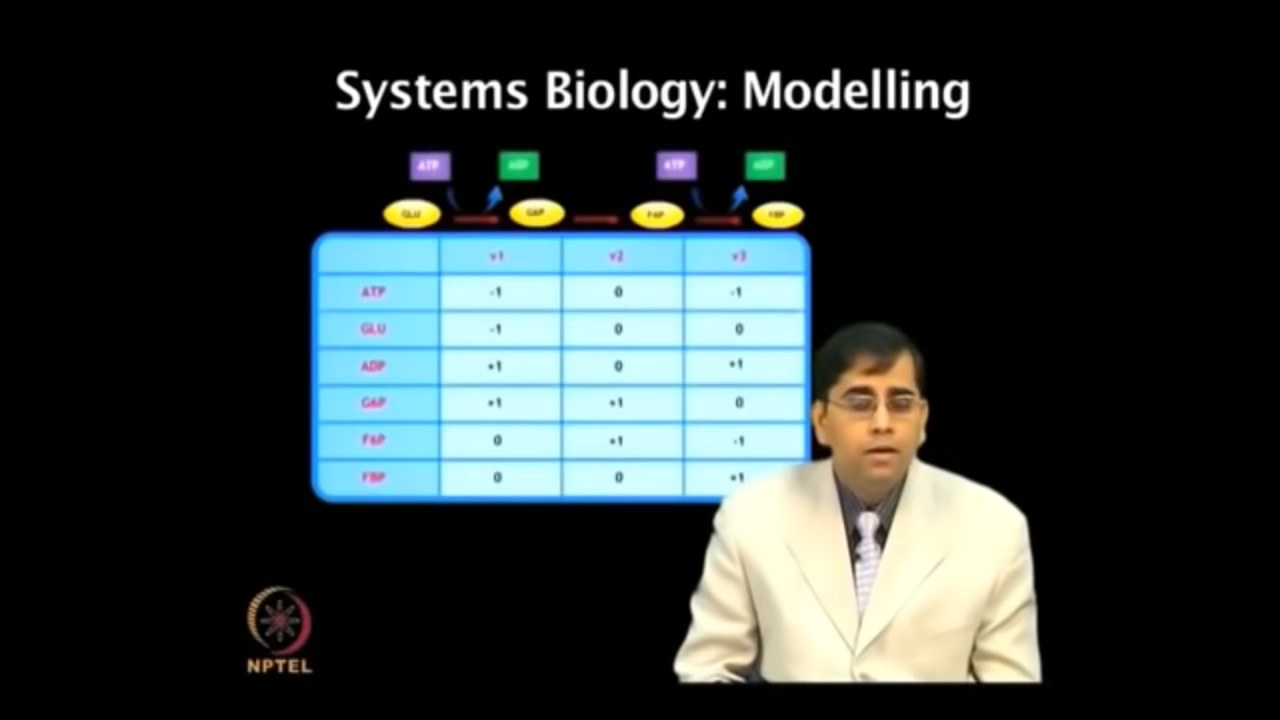 Systems Biology: Modelling
ATP ADP ATP ADP
GLU G6P F6P FBP
v1 v2 v3
ATP -1 0 -1
GLU -1 0 0
ADP +1 0 +1
G6P +1 +1 0
F6P 0 +1 -1
FBP 0 0 +1
NPTEL